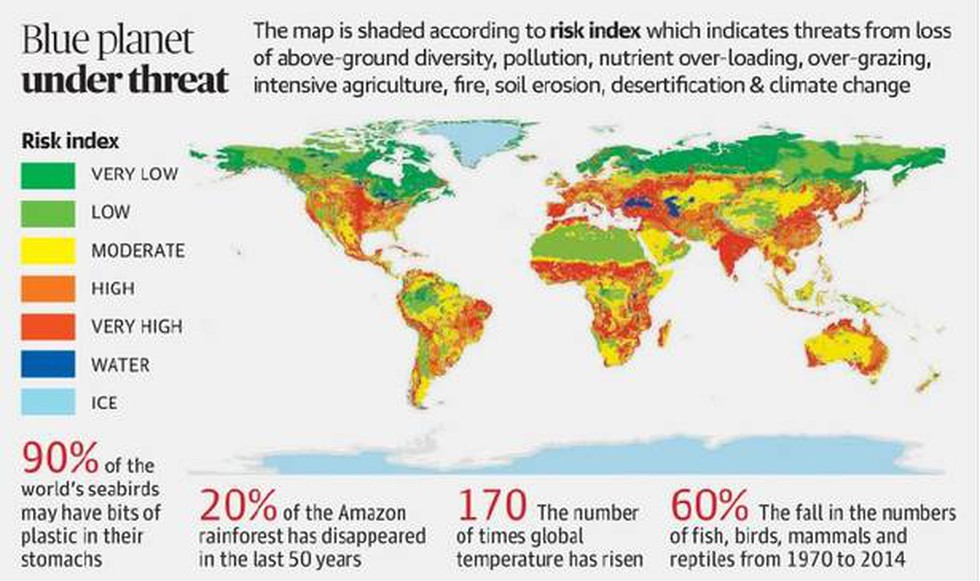 Blue planet
under threat
The map is shaded according to risk index which indicates threats from loss
of above-ground diversity, pollution, nutrient over-loading, over-grazing,
intensive agriculture, fire, soil erosion, desertification & climate change
Risk index
VERY LOW
LOW
MODERATE
HIGH
VERY HIGH
WATER
ICE
90% of the
world's seabirds
may have bits of
plastic in their
stomachs
20% of the Amazon
rainforest has disappeared
in the last 50 years
170 The number
of times global
temperature has risen
60% The fall in the numbers
of fish, birds, mammals and
reptiles from 1970 to 2014